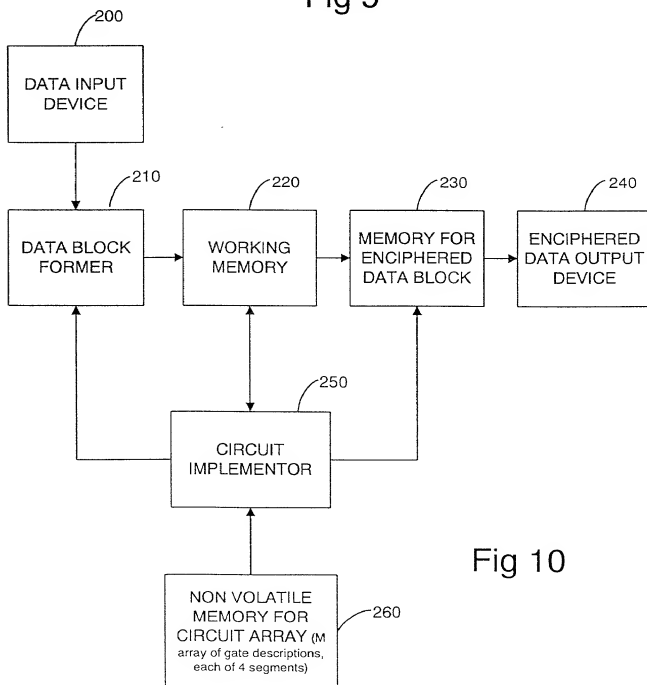 Fig 9
200
DATA INPUT
DEVICE
210
220
230
240
DATA BLOCK
FORMER
WORKING
MEMORY
MEMORY FOR
ENCIPHERED
DATA BLOCK
ENCIPHERED
DATA OUTPUT
DEVICE
250
CIRCUIT
IMPLEMENTOR
Fig 10
NON VOLATILE
MEMORY FOR
CIRCUIT ARRAY (M
array of gate descriptions,
each of 4 segments)
260